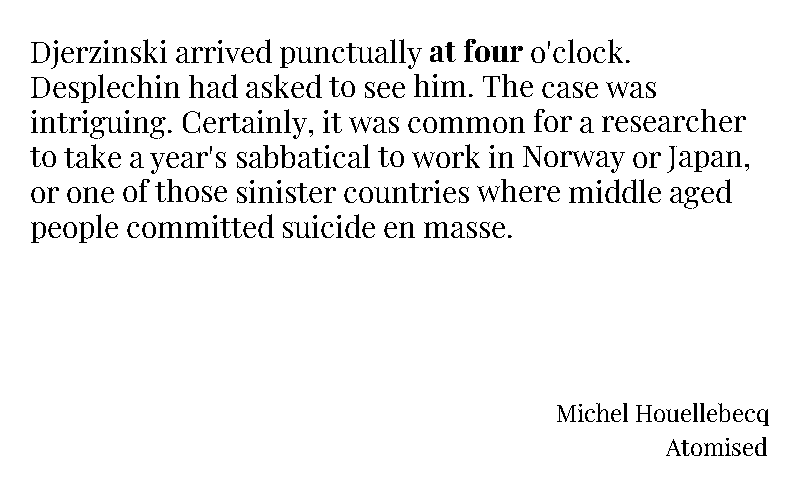 Djerzinski arrived punctually at four o'clock.
Desplechin had asked to see him. The case was
intriguing. Certainly, it was common for a researcher
to take a year's sabbatical to work in Norway or Japan,
or one of those sinister countries where middle aged
people committed suicide en masse.
Michel Houellebecq
Atomised